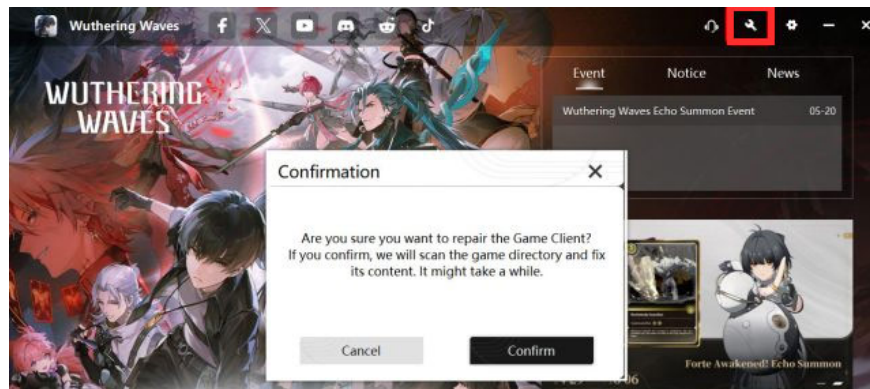 Wuthering Waves
WUTHERING
WAVES
Event Notice News
Wuthering Waves Echo Summon Event 05-20
Confirmation
Are you sure you want to repair the Game Client?
If you confirm, we will scan the game directory and fix
its content. It might take a while.
Cancel Confirm
Forte Awakened! Echo Summon